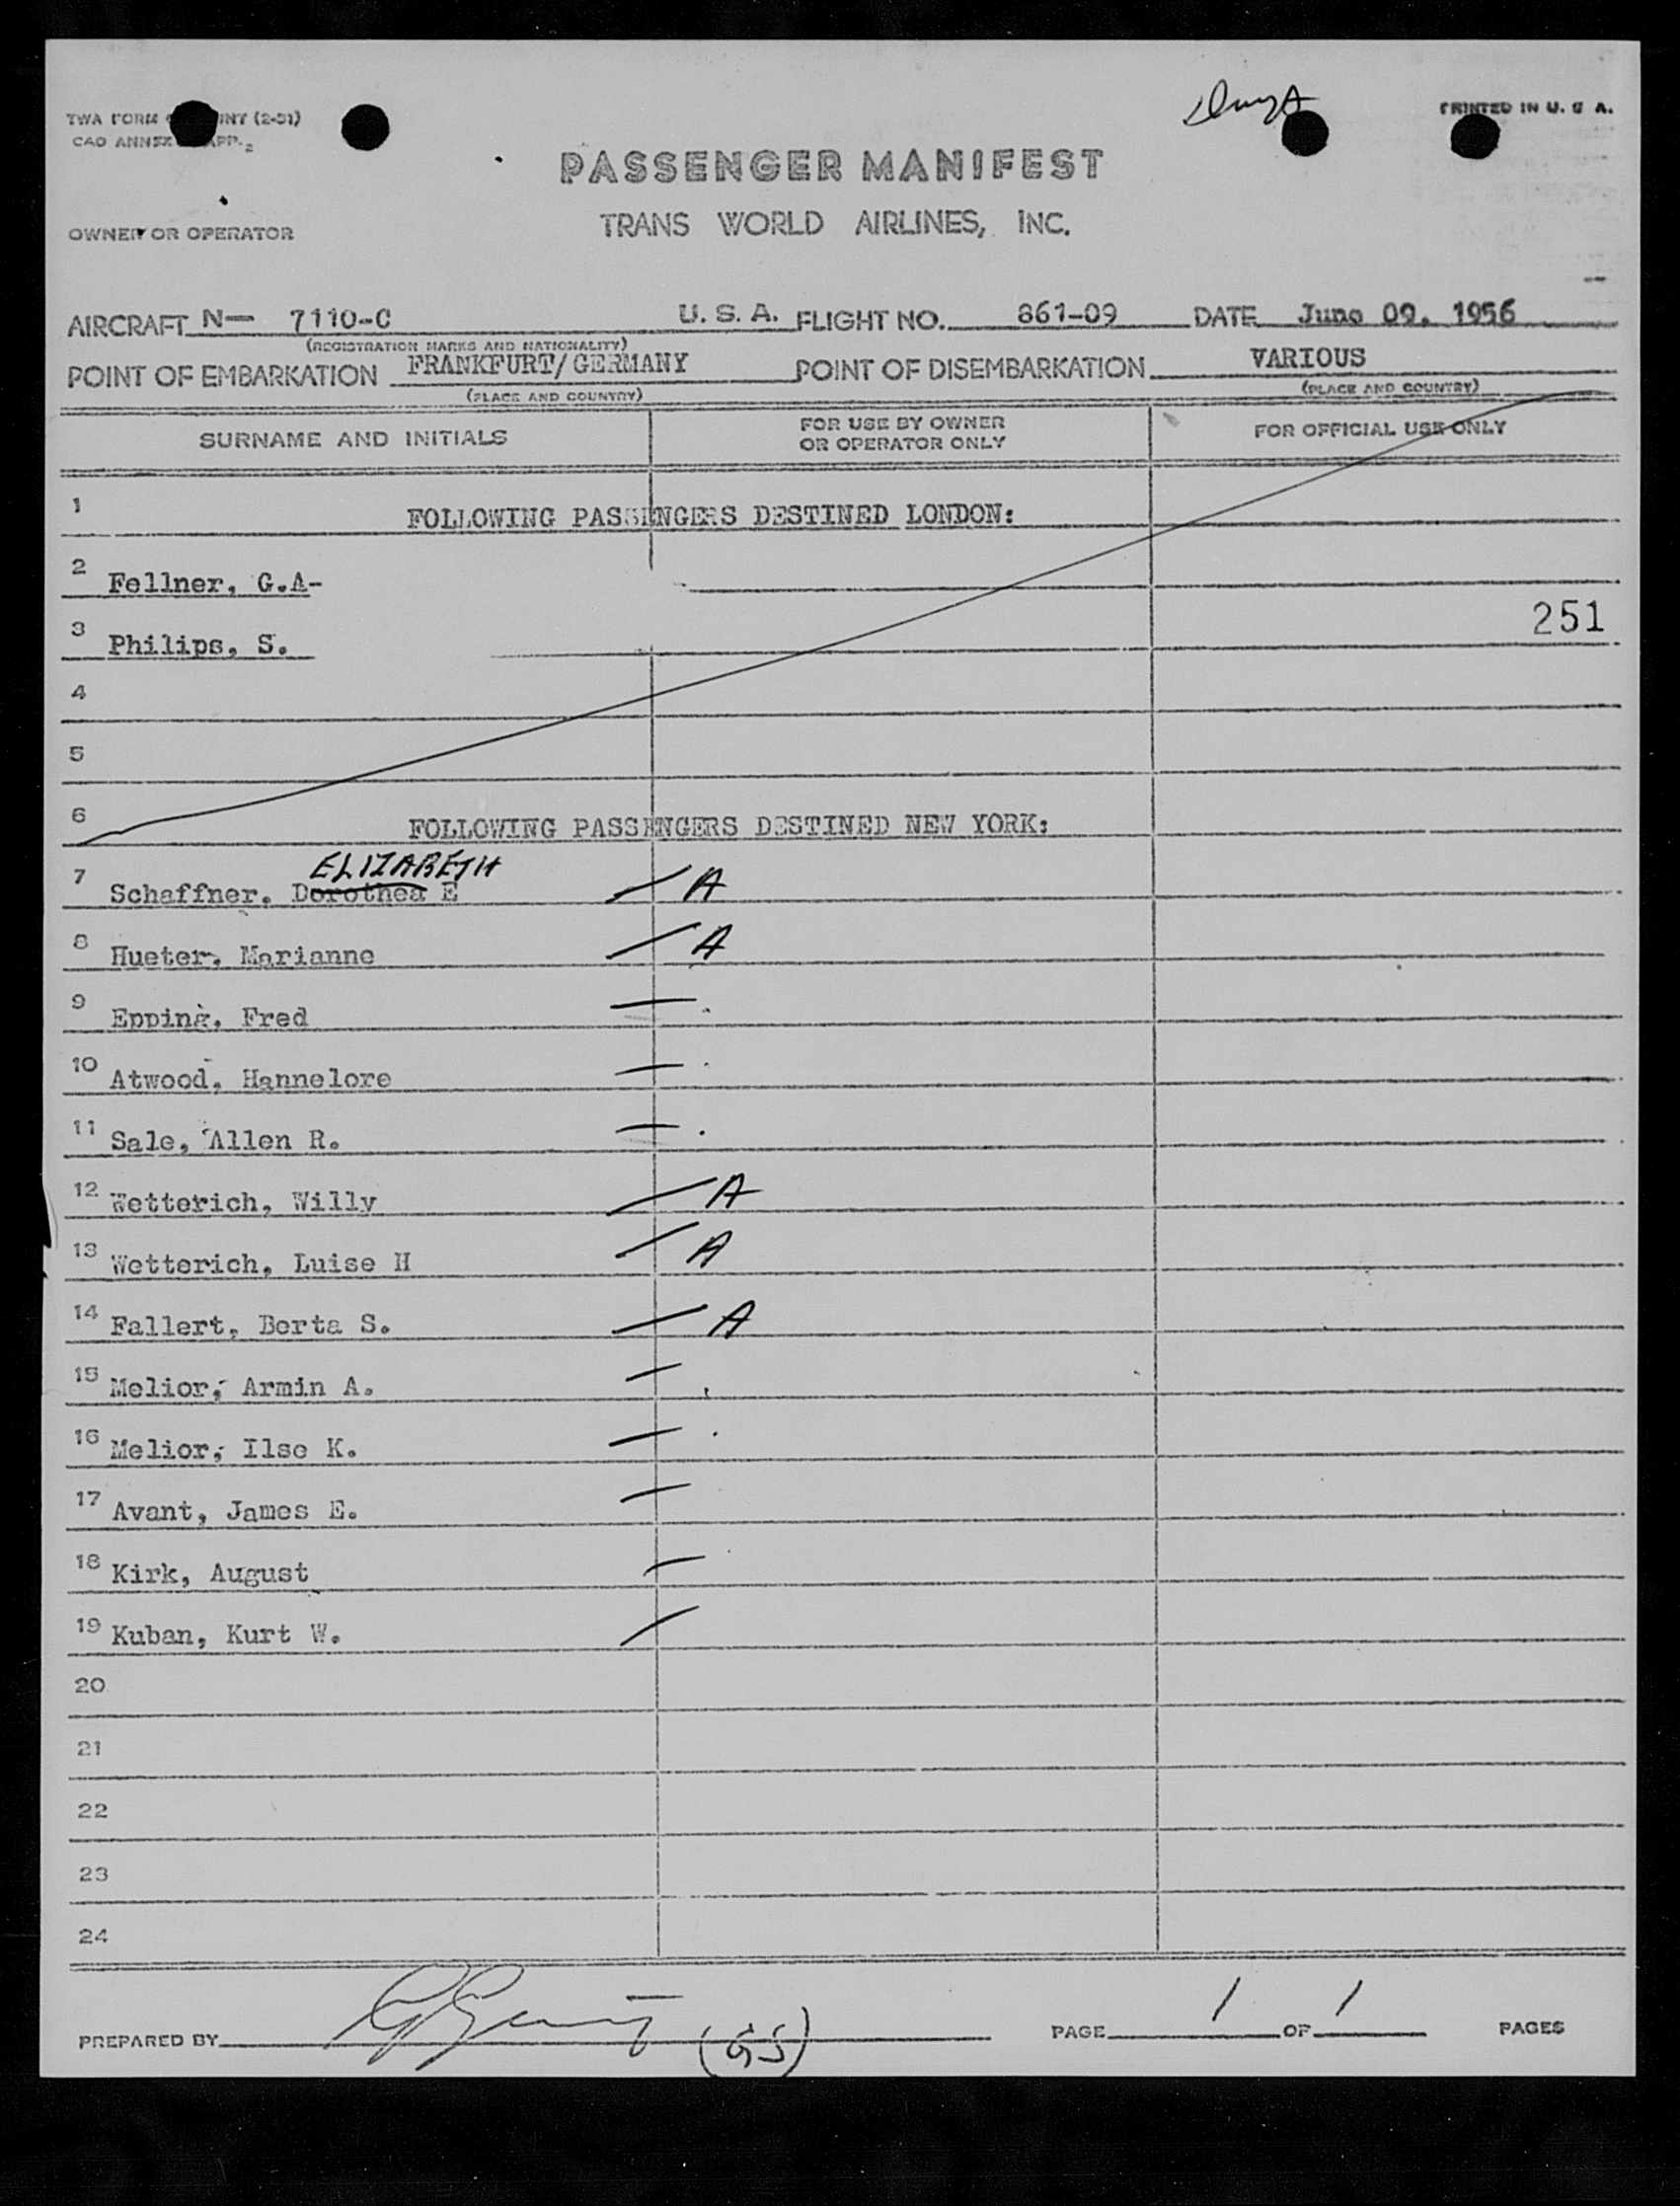 TWA FORM INT (2-51)
CAO ANNEX APP. 2
PRINTED IN U. S A.
PASSENGER MANIFEST
TRANS WORLD AIRLINES, INC.
OWNER OR OPERATOR
AIRCRAFT N— 7110-C U. S. A. FLIGHT NO. 861-09 DATE June 09. 1956
(REGISTRATION MARKS AND NATIONALITY)
POINT OF EMBARKATION FRANKFURT/GERMANY POINT OF DISEMBARKATION VARIOUS
(PLACE AND COUNTRY) (PLACE AND COUNTRY)
SURNAME AND INITIALS FOR USE BY OWNER OR OPERATOR ONLY FOR OFFICIAL USE ONLY
1 FOLLOWING PASSENGERS DESTINED LONDON:
2 Fellner, G.A-
251
3 Philips, S.
4
5
6 FOLLOWING PASSENGERS DESTINED NEW YORK:
ELIZABETH
7 Schaffner, Dorothea E A
8 Hueter, Marianne A
9 Epping, Fred
10 Atwood, Hannelore
11 Sale, Allen R.
12 Wetterich, Willy A
13 Wetterich, Luise H A
14 Fallert, Berta S. A
15 Melior, Armin A.
16 Melior, Ilse K.
17 Avant, James E.
18 Kirk, August
19 Kuban, Kurt W.
20
21
22
23
24
PREPARED BY (GS) PAGE 1 OF 1 PAGES